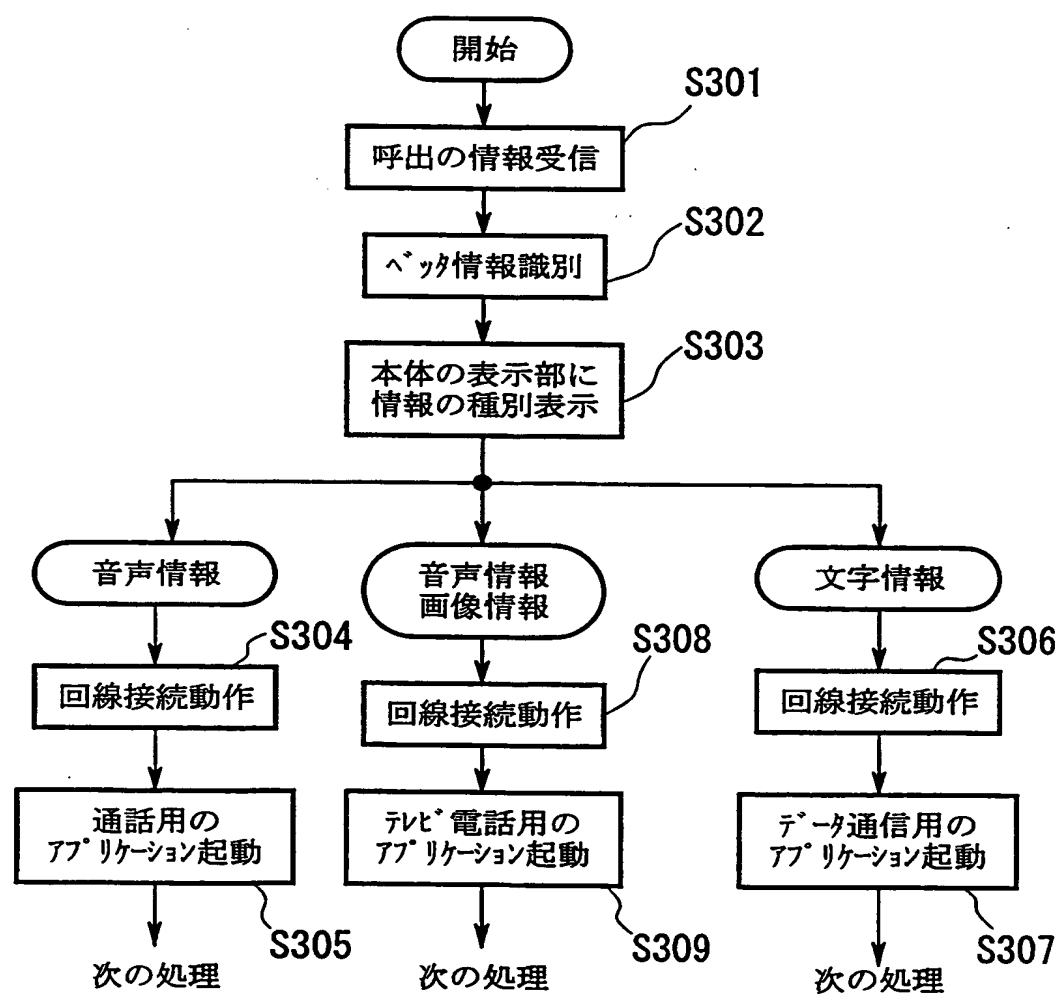 開始
S301
呼出の情報受信
S302
ベッタ情報識別
S303
本体の表示部に
情報の種別表示
音声情報
音声情報
画像情報
文字情報
S304
回線接続動作
S308
回線接続動作
S306
回線接続動作
通話用の
アプリケーション起動
S305
次の処理
テレビ電話用の
アプリケーション起動
S309
次の処理
データ通信用の
アプリケーション起動
S307
次の処理